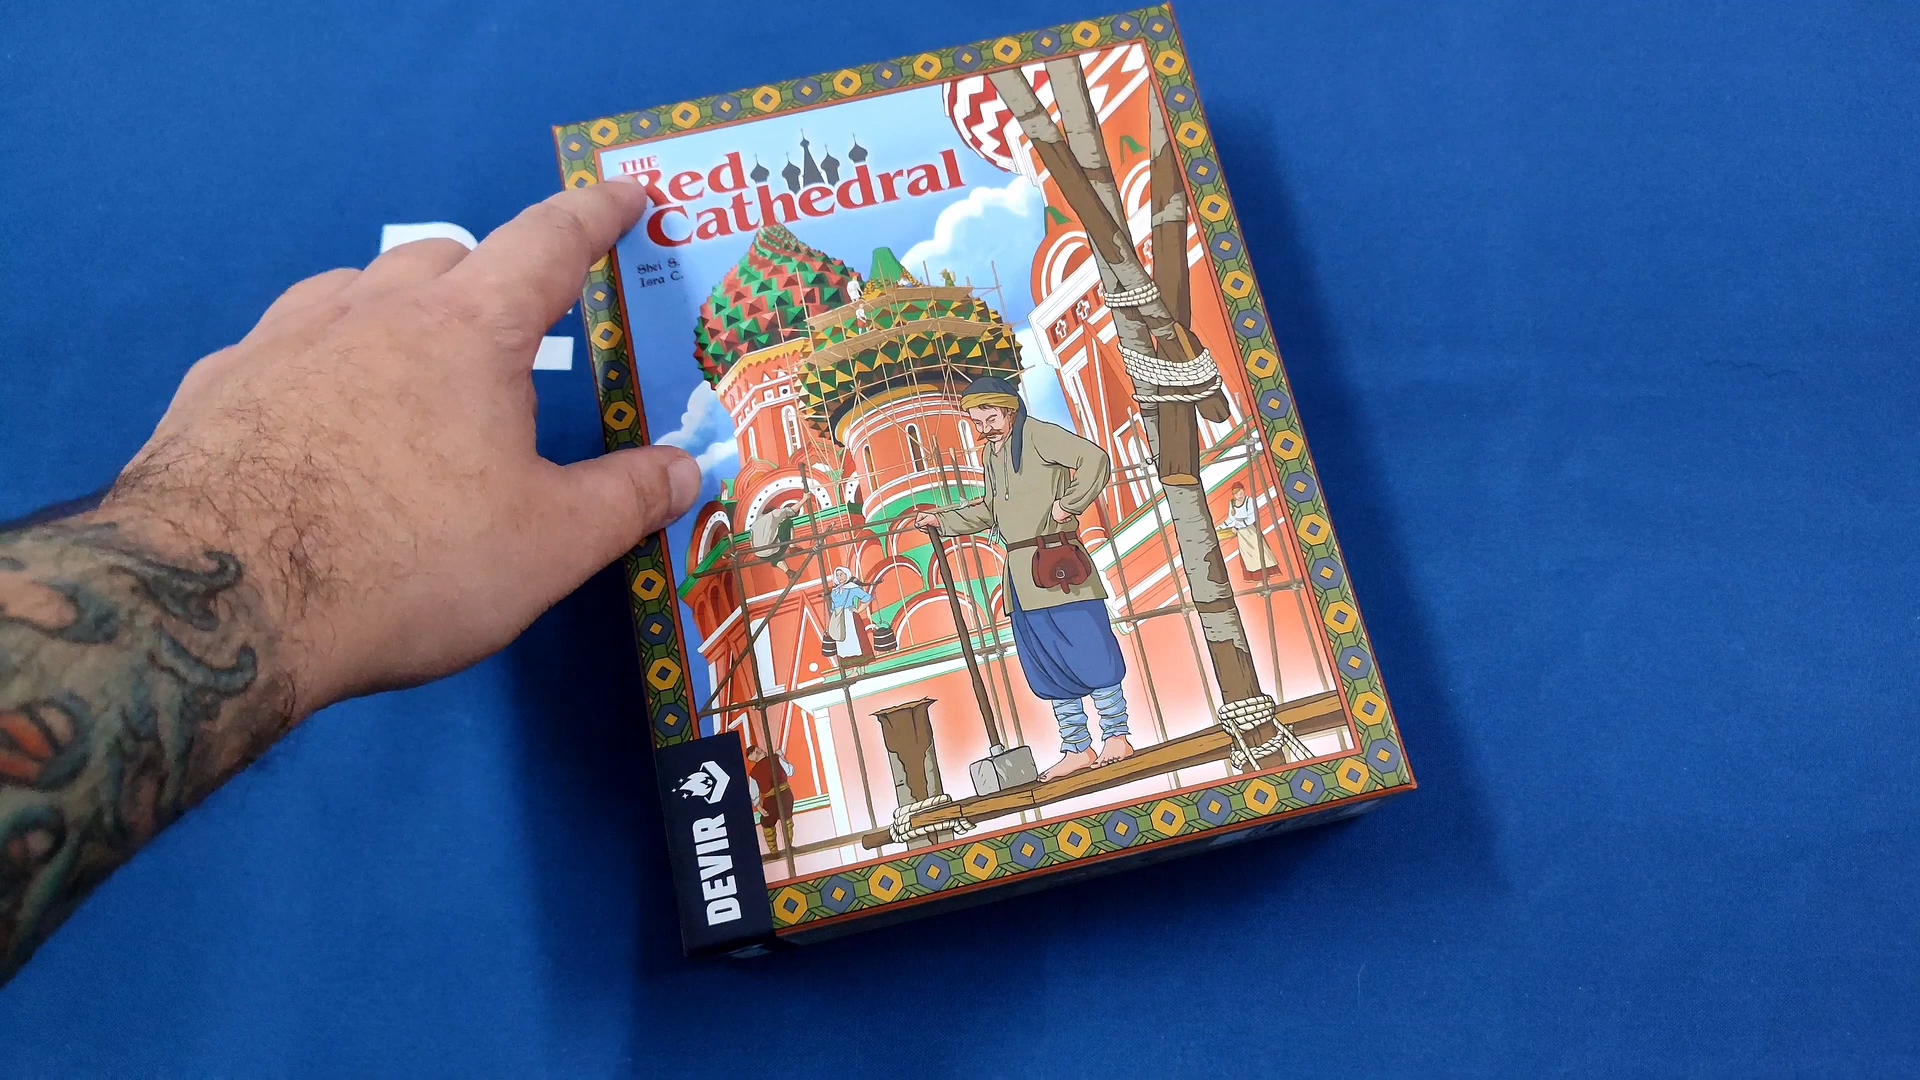 THE
Red
Cathedral
Shei S.
Isra C.
DEVIR